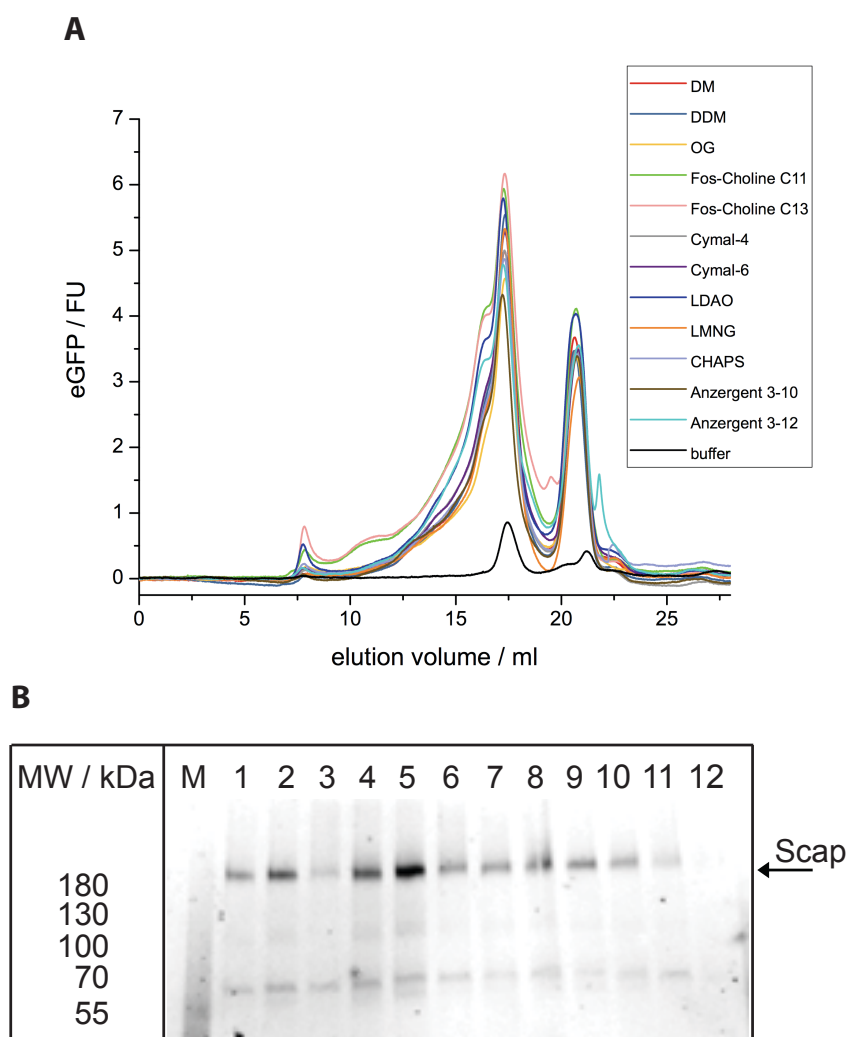 A
eGFP / FU
7
6
5
4
3
2
1
0
0 5 10 15 20 25
elution volume / ml
DM
DDM
OG
Fos-Choline C11
Fos-Choline C13
Cymal-4
Cymal-6
LDAO
LMNG
CHAPS
Anzergent 3-10
Anzergent 3-12
buffer
B
MW / kDa M 1 2 3 4 5 6 7 8 9 10 11 12
Scap
180
130
100
70
55